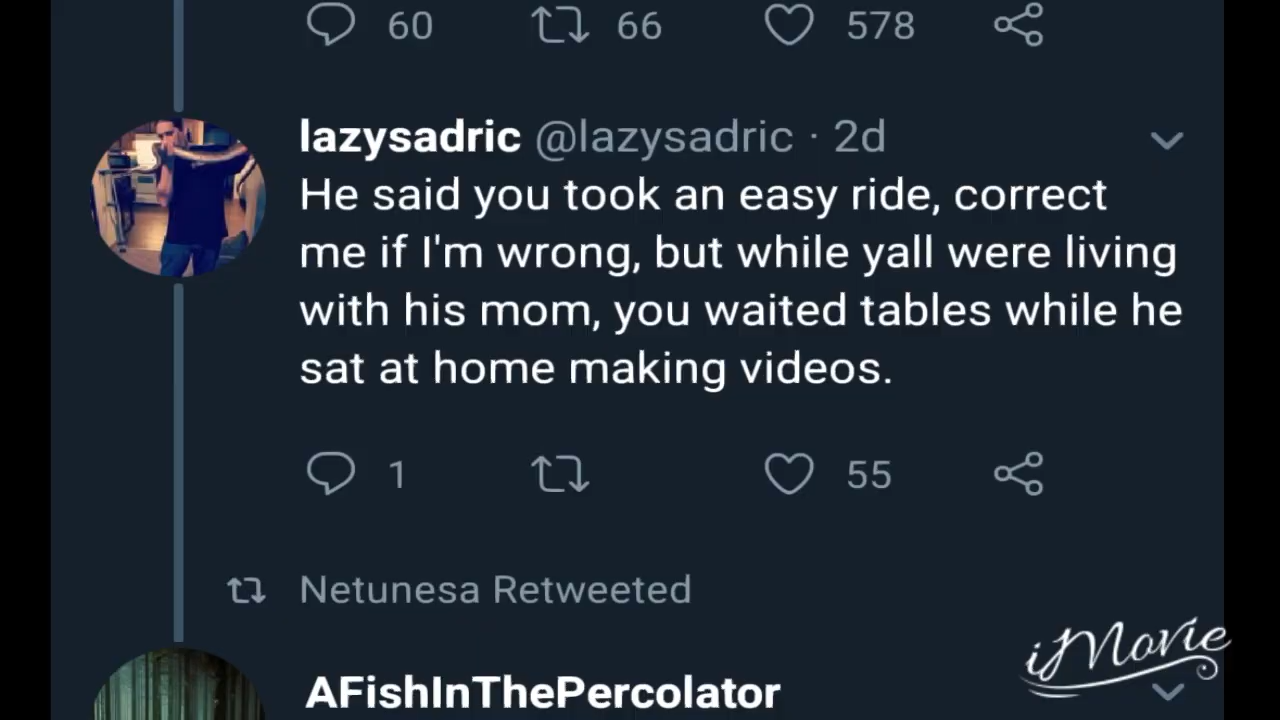 60 66 578
lazysadric @lazysadric · 2d
He said you took an easy ride, correct
me if I'm wrong, but while yall were living
with his mom, you waited tables while he
sat at home making videos.
1 55
Netunesa Retweeted
iMovie
AFishInThePercolator